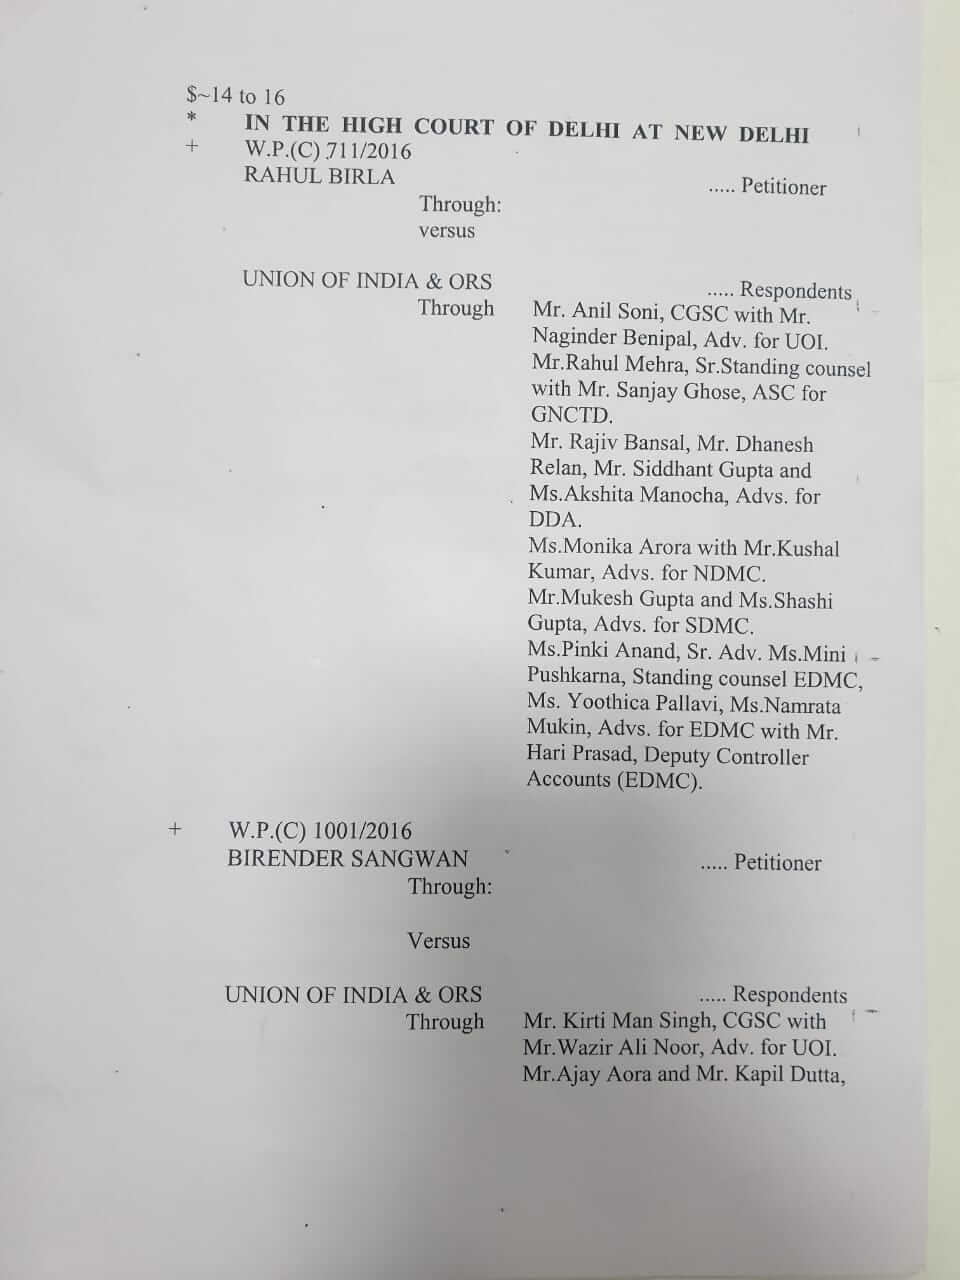 $~14 to 16
* IN THE HIGH COURT OF DELHI AT NEW DELHI
+ W.P.(C) 711/2016
RAHUL BIRLA ..... Petitioner
Through:
versus
UNION OF INDIA & ORS ..... Respondents
Through Mr. Anil Soni, CGSC with Mr.
Naginder Benipal, Adv. for UOI.
Mr.Rahul Mehra, Sr.Standing counsel
with Mr. Sanjay Ghose, ASC for
GNCTD.
Mr. Rajiv Bansal, Mr. Dhanesh
Relan, Mr. Siddhant Gupta and
Ms.Akshita Manocha, Advs. for
DDA.
Ms.Monika Arora with Mr.Kushal
Kumar, Advs. for NDMC.
Mr.Mukesh Gupta and Ms.Shashi
Gupta, Advs. for SDMC.
Ms.Pinki Anand, Sr. Adv. Ms.Mini
Pushkarna, Standing counsel EDMC,
Ms. Yoothica Pallavi, Ms.Namrata
Mukin, Advs. for EDMC with Mr.
Hari Prasad, Deputy Controller
Accounts (EDMC).
+ W.P.(C) 1001/2016
BIRENDER SANGWAN ..... Petitioner
Through:
Versus
UNION OF INDIA & ORS ..... Respondents
Through Mr. Kirti Man Singh, CGSC with
Mr.Wazir Ali Noor, Adv. for UOI.
Mr.Ajay Aora and Mr. Kapil Dutta,